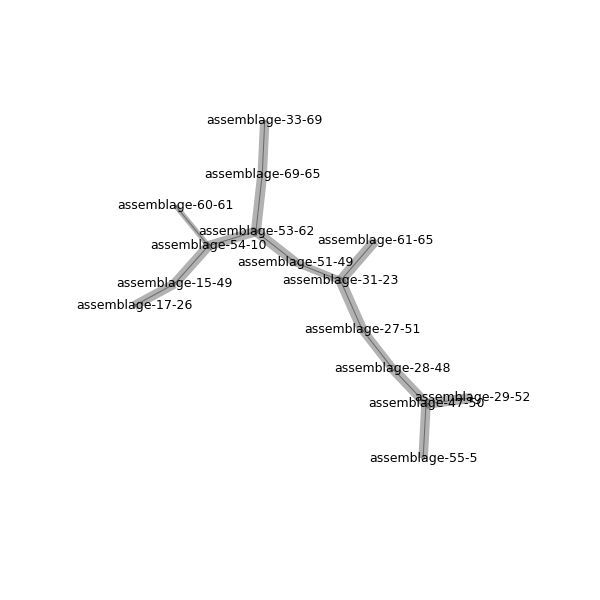 assemblage-33-69
assemblage-69-65
assemblage-60-61
assemblage-53-62
assemblage-61-65
assemblage-54-10
assemblage-51-49
assemblage-31-23
assemblage-15-49
assemblage-17-26
assemblage-27-51
assemblage-28-48
assemblage-29-52
assemblage-47-50
assemblage-55-5